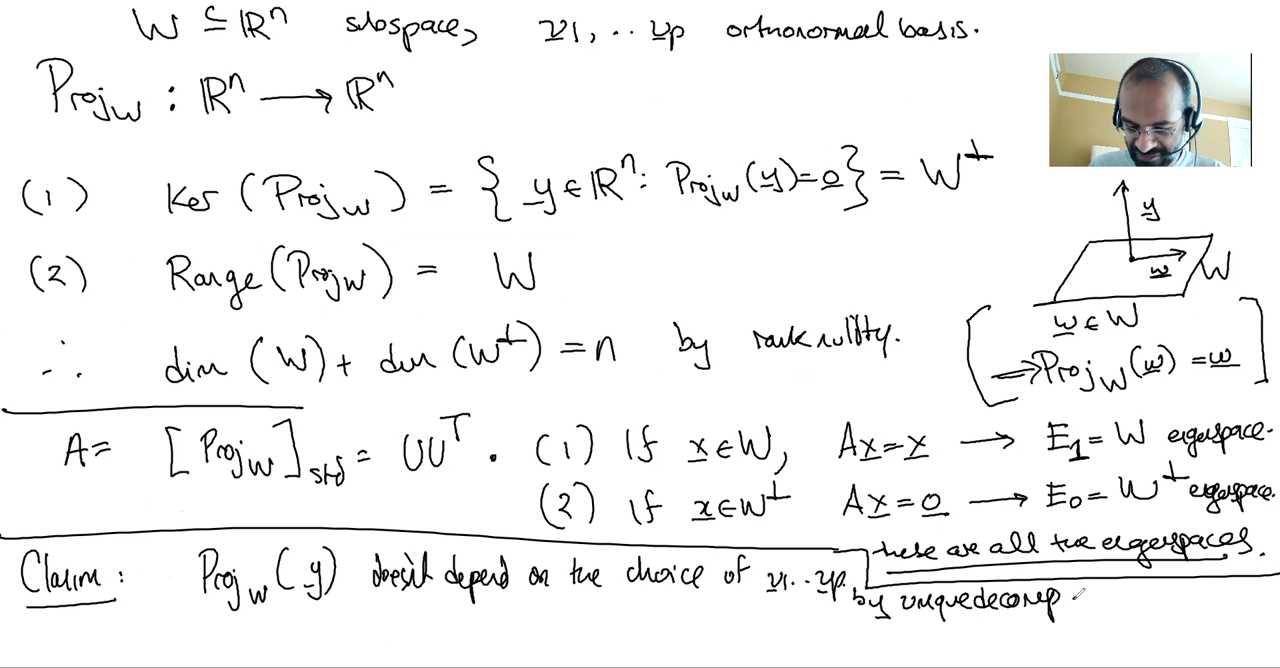 W ⊆ ℝⁿ subspace, v1, .. vp orthonormal basis.
Proj_W : ℝⁿ ⟶ ℝⁿ
(1) Ker (Proj_W) = { y ∈ ℝⁿ : Proj_W (y) = 0 } = W^⊥
y
w
W
(2) Range (Proj_W) = W
w ∈ W
⟹ Proj_W (w) = w
∴ dim (W) + dim (W^⊥) = n by rank nullity.
A = [Proj_W]_std = UU^T . (1) If x ∈ W, Ax = x ⟶ E_1 = W eigenspace.
(2) If x ∈ W^⊥ Ax = 0 ⟶ E_0 = W^⊥ eigenspace.
these are all the eigenspaces.
Claim : Proj_W (y) doesn't depend on the choice of v1 .. vp.
by unique decomp